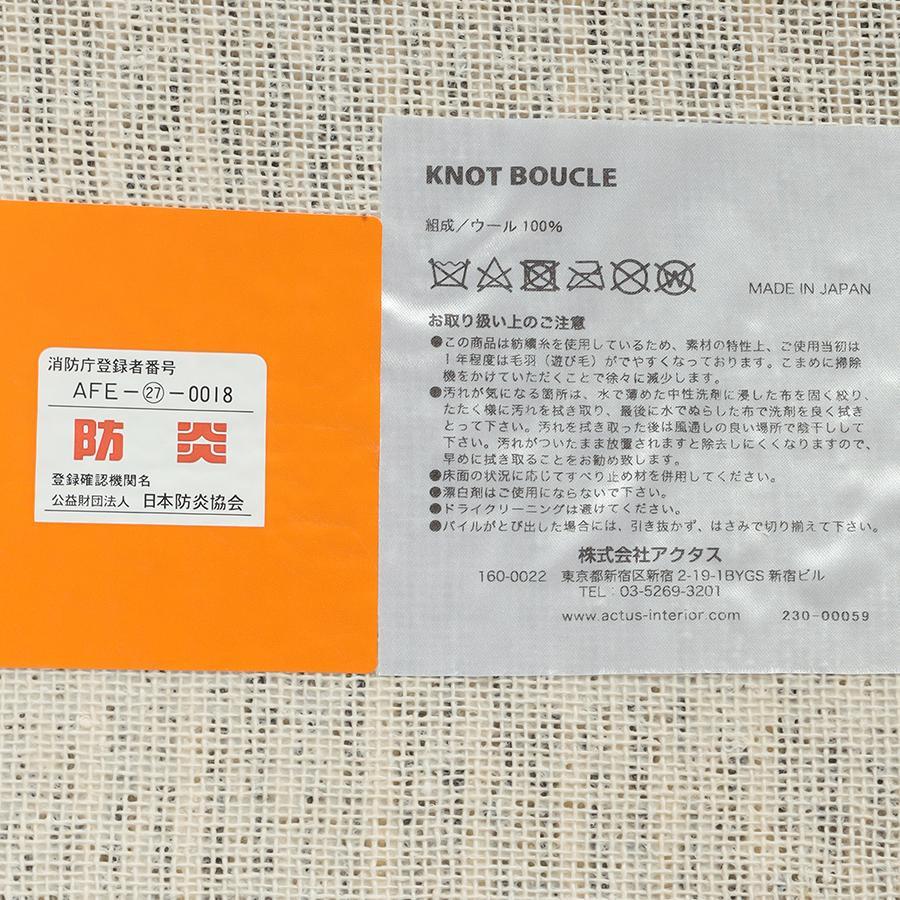 消防庁登録者番号
AFE-㉗-0018
防 炎
登録確認機関名
公益財団法人 日本防炎協会
KNOT BOUCLE
組成／ウール 100%
W
MADE IN JAPAN
お取り扱い上のご注意
●この商品は紡績糸を使用しているため、素材の特性上、ご使用当初は
1年程度は毛羽（遊び毛）がでやすくなっております。こまめに掃除
機をかけていただくことで徐々に減少します。
●汚れが気になる箇所は、水で薄めた中性洗剤に浸した布を固く絞り、
たたく様に汚れを拭き取り、最後に水でぬらした布で洗剤を良く拭き
とって下さい。汚れを拭き取った後は風通しの良い場所で陰干しして
下さい。汚れがついたまま放置されますと除去しにくくなりますので、
早めに拭き取ることをお勧め致します。
●床面の状況に応じてすべり止め材を併用してください。
●漂白剤はご使用にならないで下さい。
●ドライクリーニングは避けてください。
●パイルがとび出した場合には、引き抜かず、はさみで切り揃えて下さい。
株式会社アクタス
160-0022 東京都新宿区新宿 2-19-1BYGS 新宿ビル
TEL : 03-5269-3201
www.actus-interior.com 230-00059